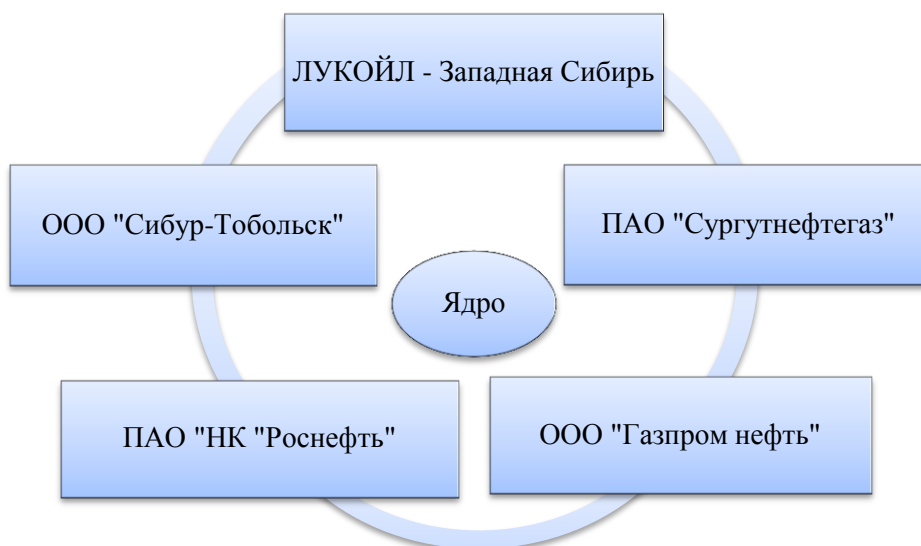 ЛУКОЙЛ - Западная Сибирь
ООО "Сибур-Тобольск"
ПАО "Сургутнефтегаз"
Ядро
ПАО "НК "Роснефть"
ООО "Газпром нефть"